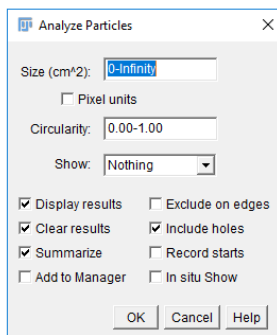 Analyze Particles
Size (cm^2): 0-Infinity
Pixel units
Circularity: 0.00-1.00
Show: Nothing
Display results Exclude on edges
Clear results Include holes
Summarize Record starts
Add to Manager In situ Show
OK Cancel Help